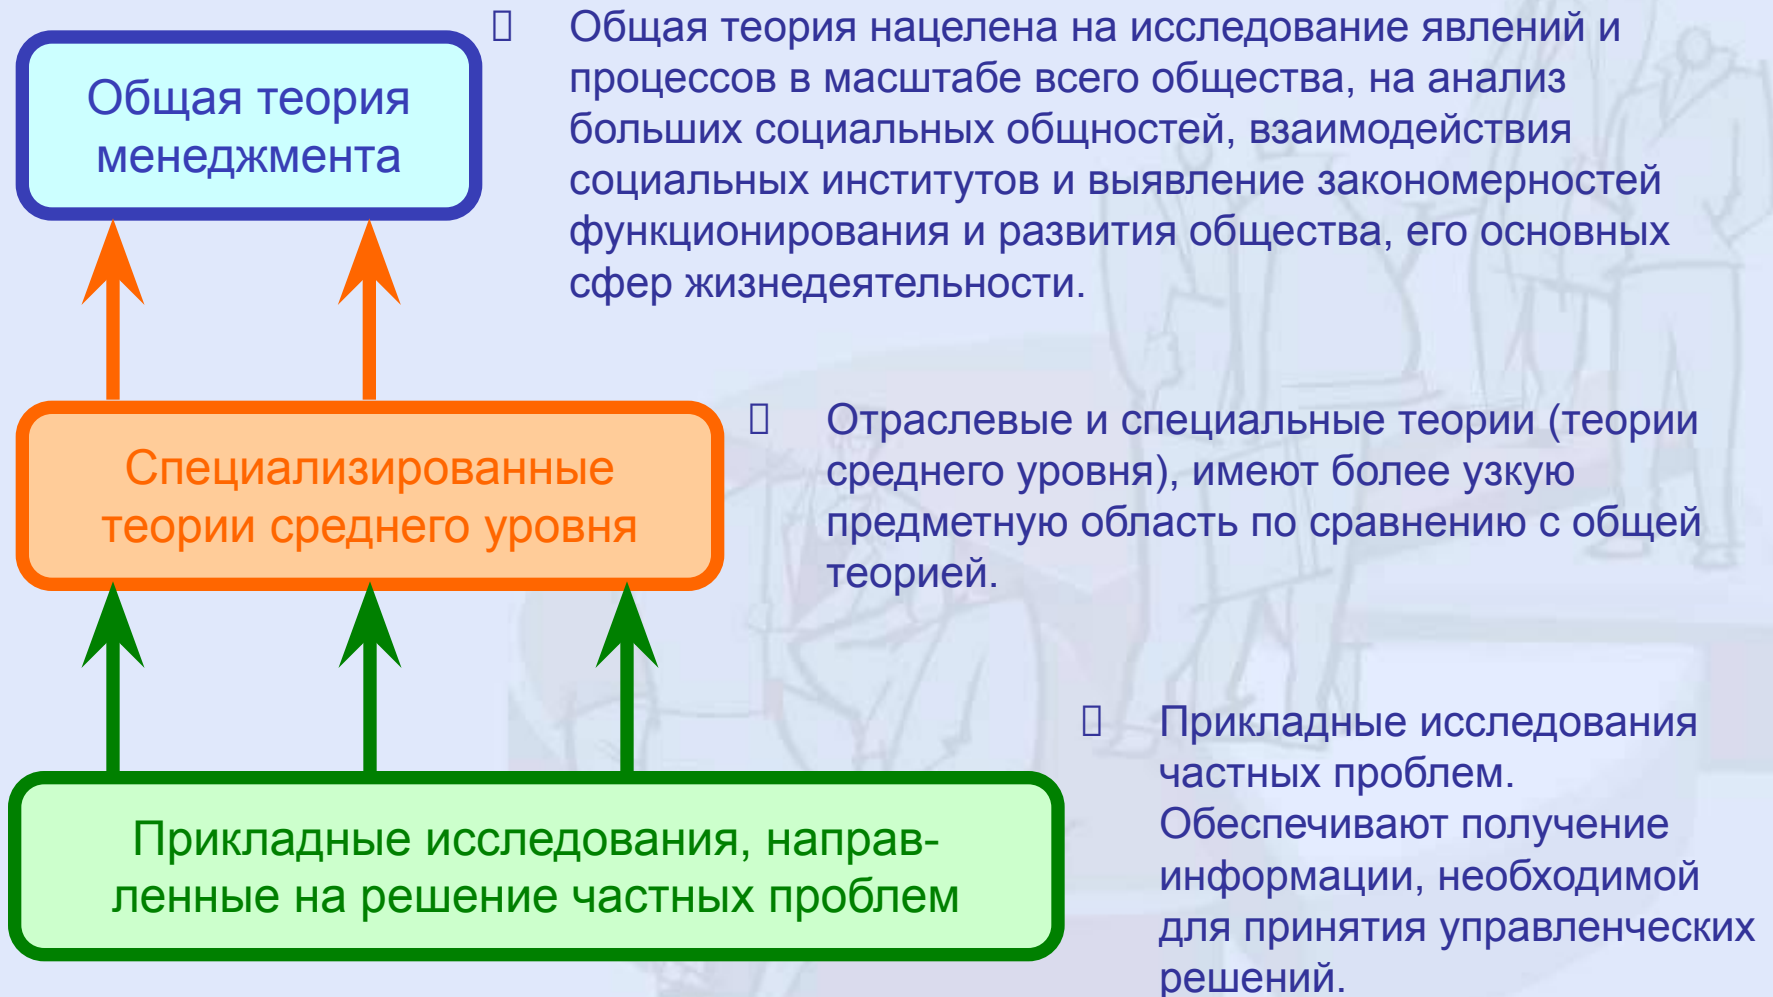 Общая теория
менеджмента
Общая теория нацелена на исследование явлений и
процессов в масштабе всего общества, на анализ
больших социальных общностей, взаимодействия
социальных институтов и выявление закономерностей
функционирования и развития общества, его основных
сфер жизнедеятельности.
Специализированные
теории среднего уровня
Отраслевые и специальные теории (теории
среднего уровня), имеют более узкую
предметную область по сравнению с общей
теорией.
Прикладные исследования, направ-
ленные на решение частных проблем
Прикладные исследования
частных проблем.
Обеспечивают получение
информации, необходимой
для принятия управленческих
решений.